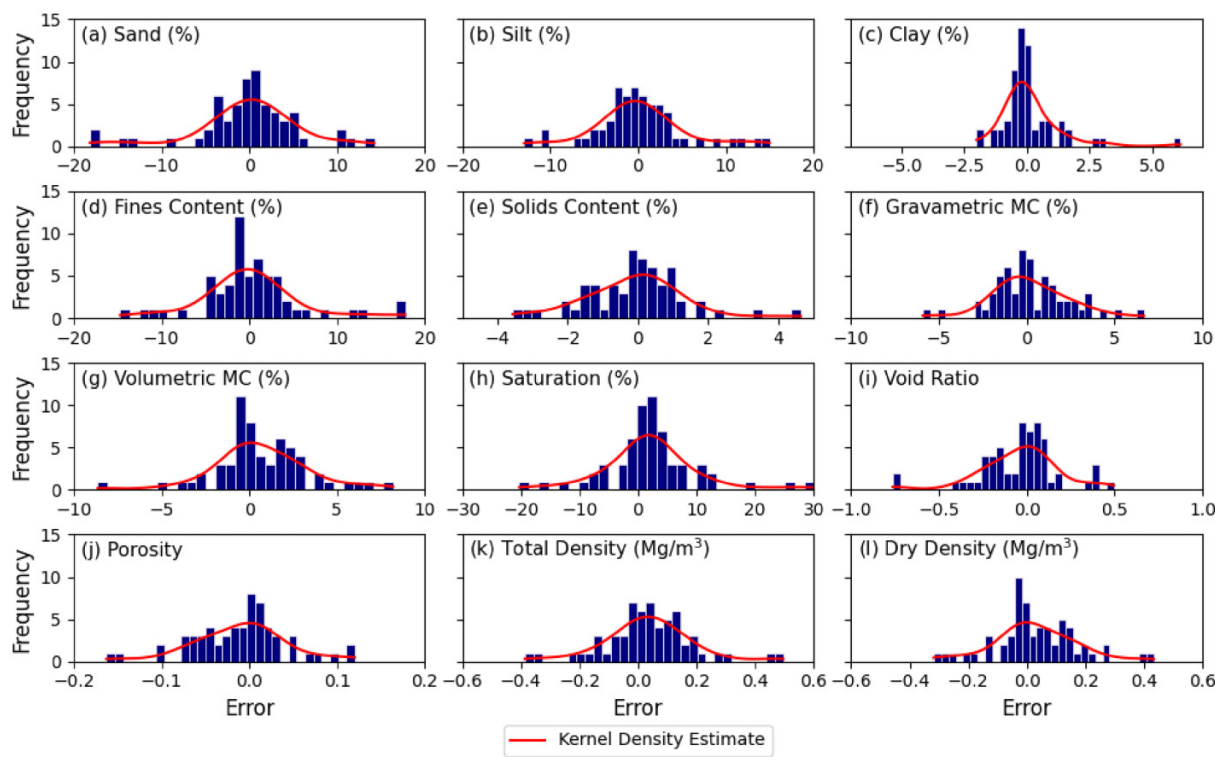 (a) Sand (%)
(b) Silt (%)
(c) Clay (%)
Frequency
15
10
5
0
−20 −10 0 10 20
−20 −10 0 10 20
−5.0 −2.5 0.0 2.5 5.0
(d) Fines Content (%)
(e) Solids Content (%)
(f) Gravametric MC (%)
Frequency
15
10
5
0
−20 −10 0 10 20
−4 −2 0 2 4
−10 −5 0 5 10
(g) Volumetric MC (%)
(h) Saturation (%)
(i) Void Ratio
Frequency
15
10
5
0
−10 −5 0 5 10
−30 −20 −10 0 10 20 30
−1.0 −0.5 0.0 0.5 1.0
(j) Porosity
(k) Total Density (Mg/m³)
(l) Dry Density (Mg/m³)
Frequency
15
10
5
0
−0.2 −0.1 0.0 0.1 0.2
−0.6 −0.4 −0.2 0.0 0.2 0.4 0.6
−0.6 −0.4 −0.2 0.0 0.2 0.4 0.6
Error
Error
Error
Kernel Density Estimate